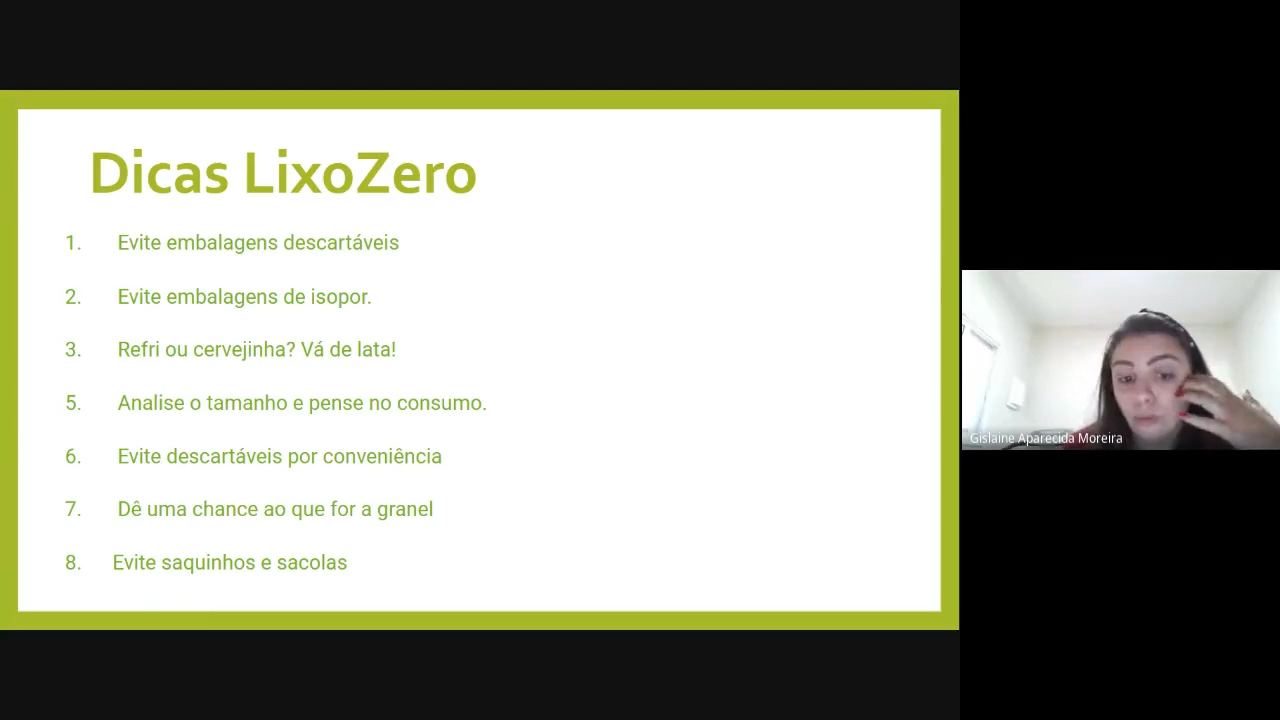 Dicas LixoZero
1. Evite embalagens descartáveis
2. Evite embalagens de isopor.
3. Refri ou cervejinha? Vá de lata!
5. Analise o tamanho e pense no consumo.
6. Evite descartáveis por conveniência
7. Dê uma chance ao que for a granel
8. Evite saquinhos e sacolas
Gislaine Aparecida Moreira